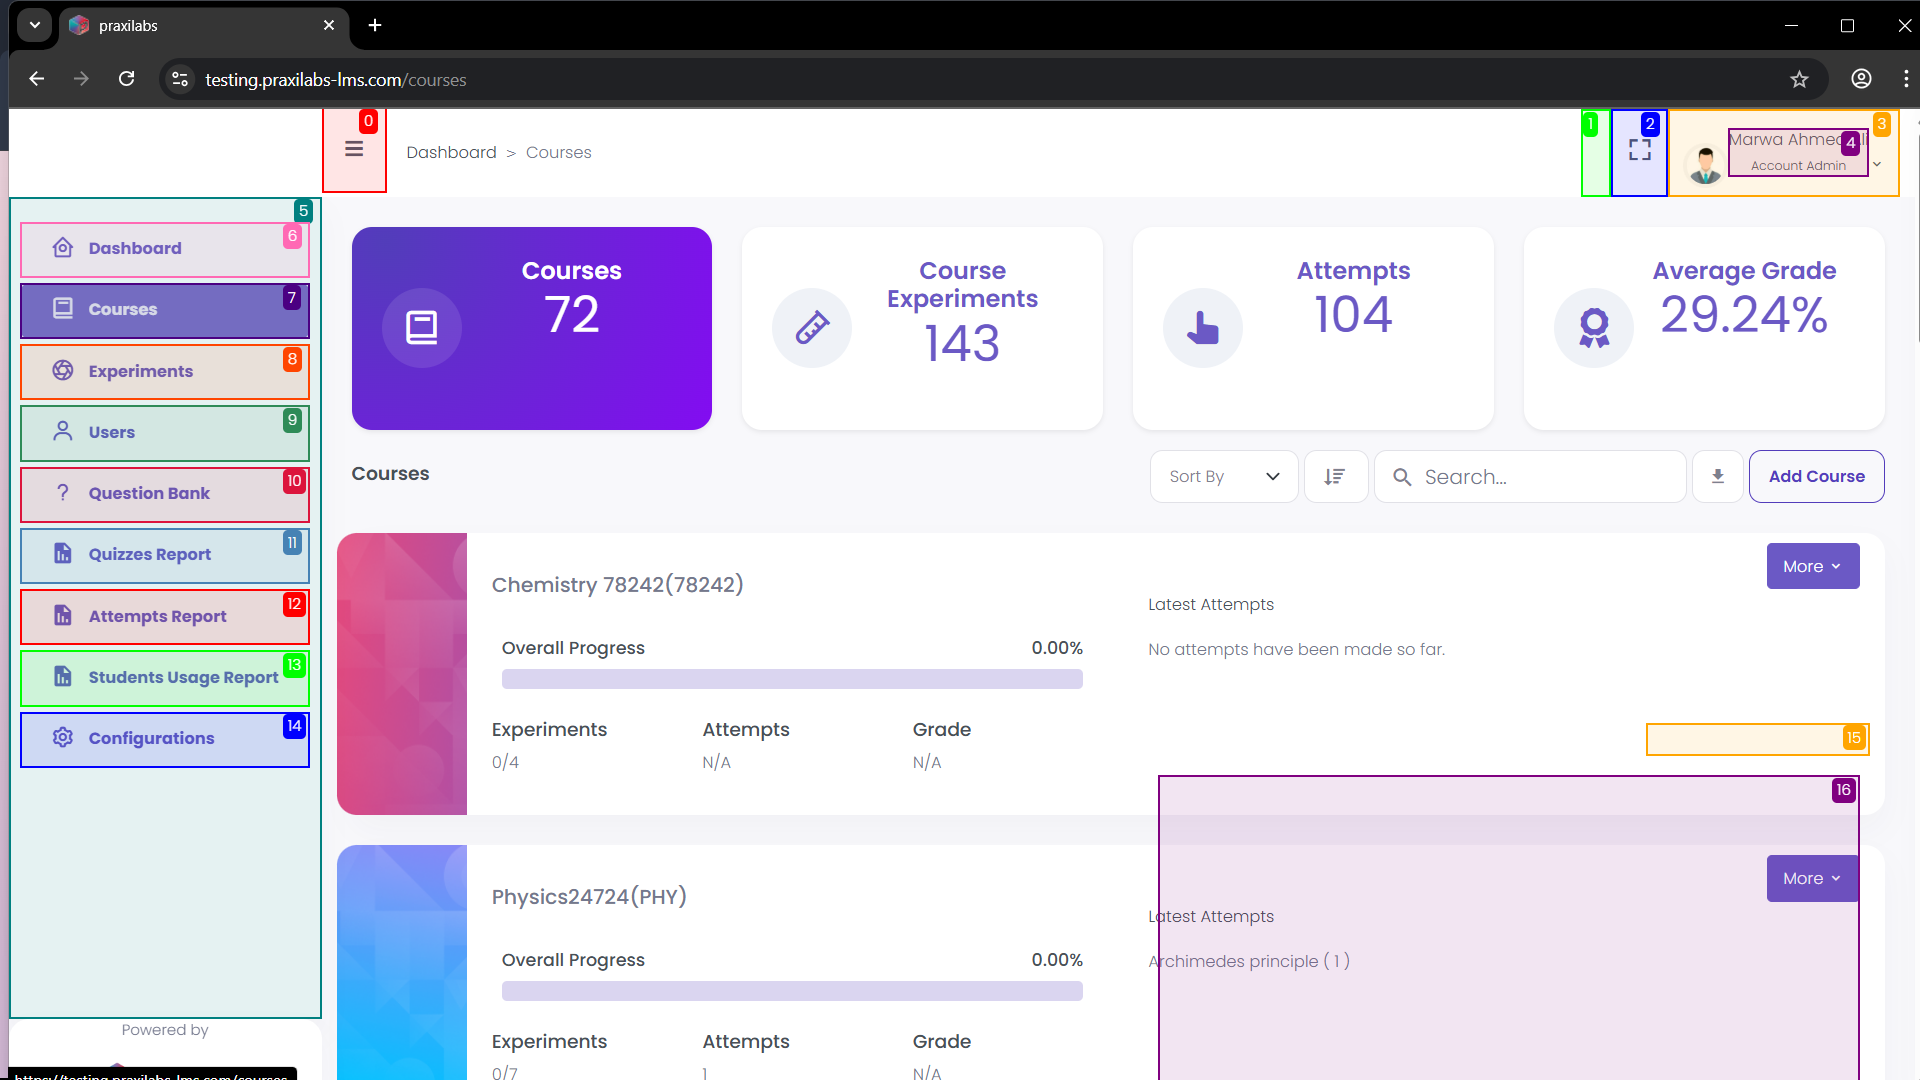 praxilabs
testing.praxilabs-lms.com/courses
0
Dashboard > Courses
1
2
3
4
Account Admin
5
Dashboard
6
Courses
7
Experiments
8
Users
9
Question Bank
10
Quizzes Report
11
Attempts Report
12
Students Usage Report
13
Configurations
14
Powered by
Courses
72
Course
Experiments
143
Attempts
104
Average Grade
29.24%
Courses
Sort By
Search...
Add Course
Chemistry 78242(78242)
More
Overall Progress
0.00%
Latest Attempts
No attempts have been made so far.
Experiments
Attempts
Grade
0/4
N/A
N/A
15
16
Physics24724(PHY)
More
Overall Progress
0.00%
Latest Attempts
Archimedes principle ( 1 )
Experiments
Attempts
Grade
0/7
1
N/A
https://testing.praxilabs-lms.com/courses